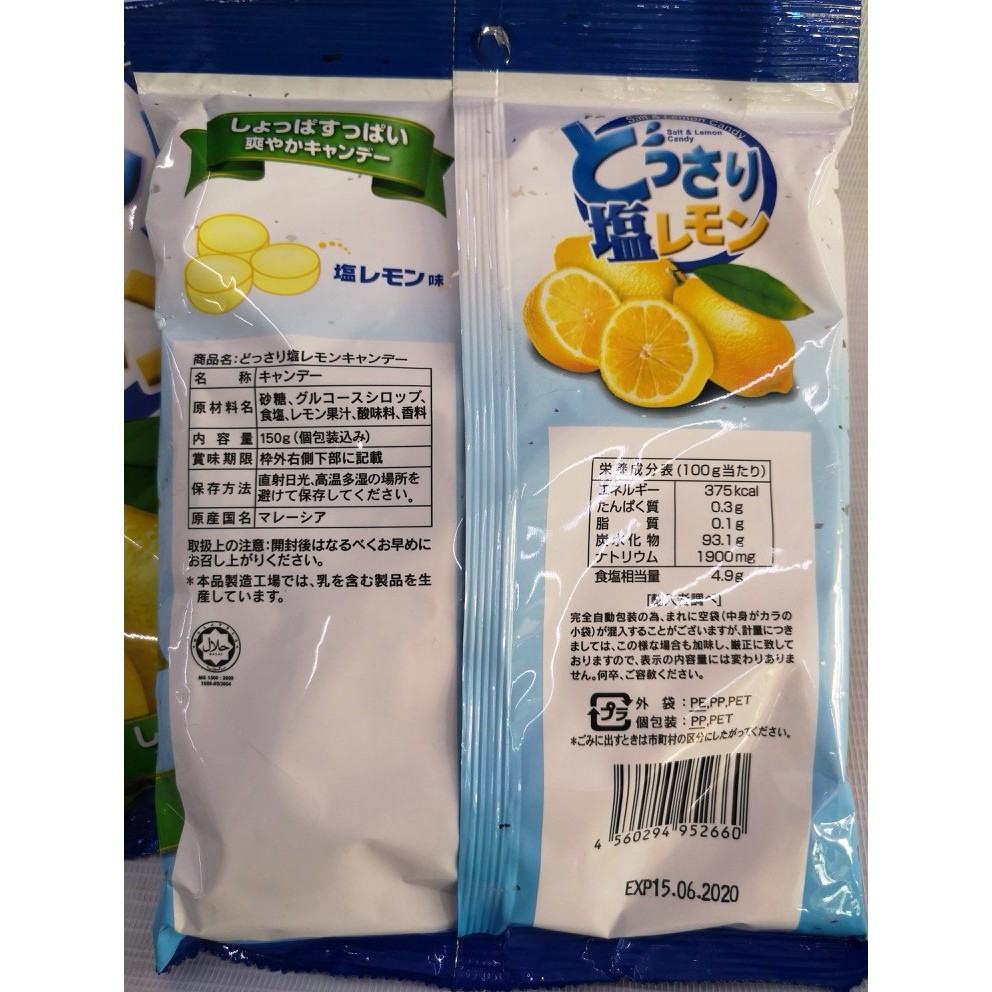 しょっぱすっぱい
爽やかキャンデー
塩レモン味
商品名:どっさり塩レモンキャンデー
名称 キャンデー
原材料名 砂糖、グルコースシロップ、
食塩、レモン果汁、酸味料、香料
内容量 150g(個包装込み)
賞味期限 枠外右側下部に記載
保存方法 直射日光、高温多湿の場所を
避けて保存してください。
原産国名 マレーシア
取扱上の注意:開封後はなるべくお早めに
お召し上がりください。
*本品製造工場では、乳を含む製品を生
産しています。
حلال
MS 1500 : 2009
Salt & Lemon Candy
Salt & Lemon
Candy
どっさり
塩レモン
栄養成分表(100g当たり)
エネルギー 375kcal
たんぱく質 0.3g
脂質 0.1g
炭水化物 93.1g
ナトリウム 1900mg
食塩相当量 4.9g
[輸入者調べ]
完全自動包装の為、まれに空袋(中身がカラの
小袋)が混入することがございますが、計量につき
ましては、この様な場合も加味し、厳正に致して
おりますので、表示の内容量には変わりありま
せん。何卒、ご容赦ください。
プラ
外袋:PE,PP,PET
個包装:PP,PET
*ごみに出すときは市町村の区分にしたがってください。
4 560294 952660
EXP15.06.2020